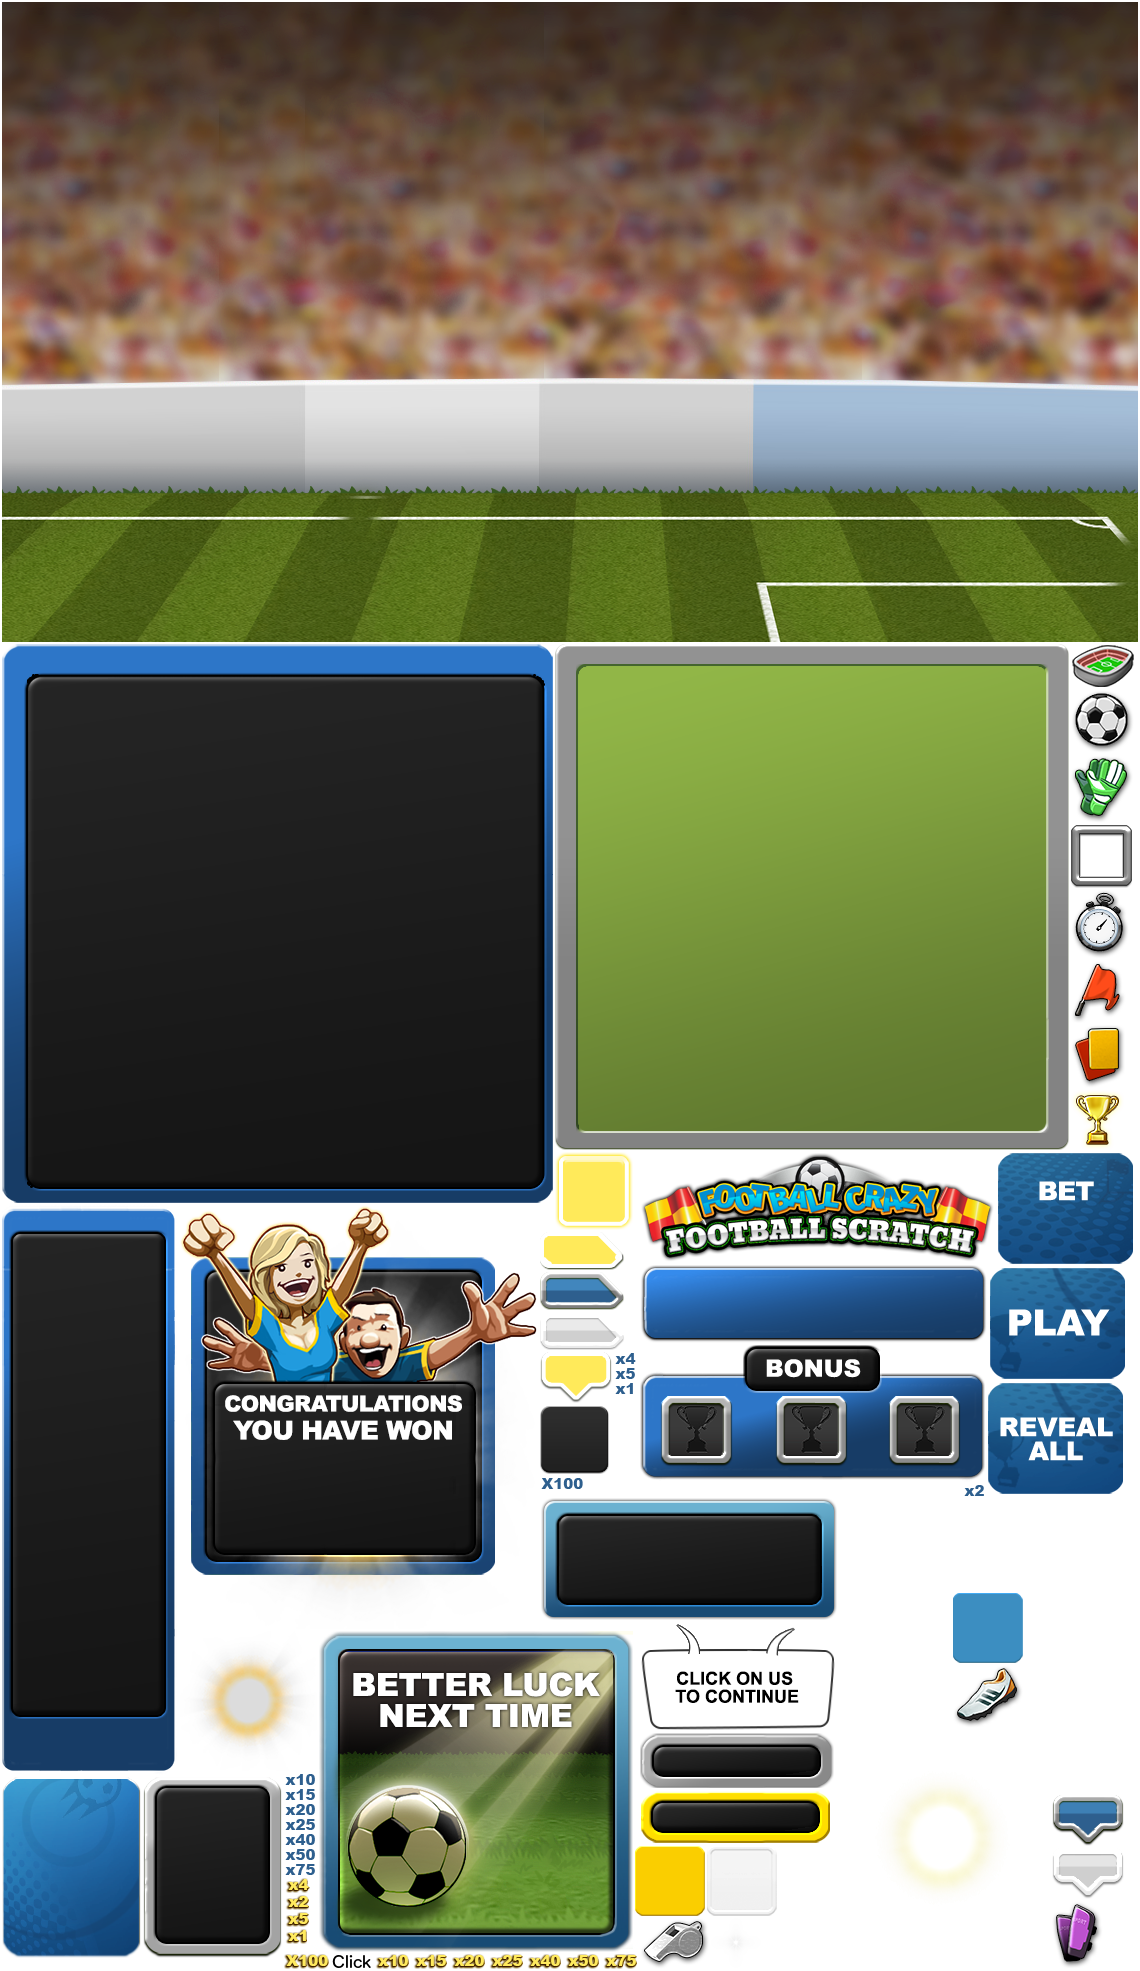 FOOTBALL CRAZY
FOOTBALL SCRATCH
BET
PLAY
REVEAL
ALL
BONUS
x4
x5
x1
X100
x2
CONGRATULATIONS
YOU HAVE WON
BETTER LUCK
NEXT TIME
CLICK ON US
TO CONTINUE
x10
x15
x20
x25
x40
x50
x75
x4
x2
x5
x1
X100 Click x10 x15 x20 x25 x40 x50 x75